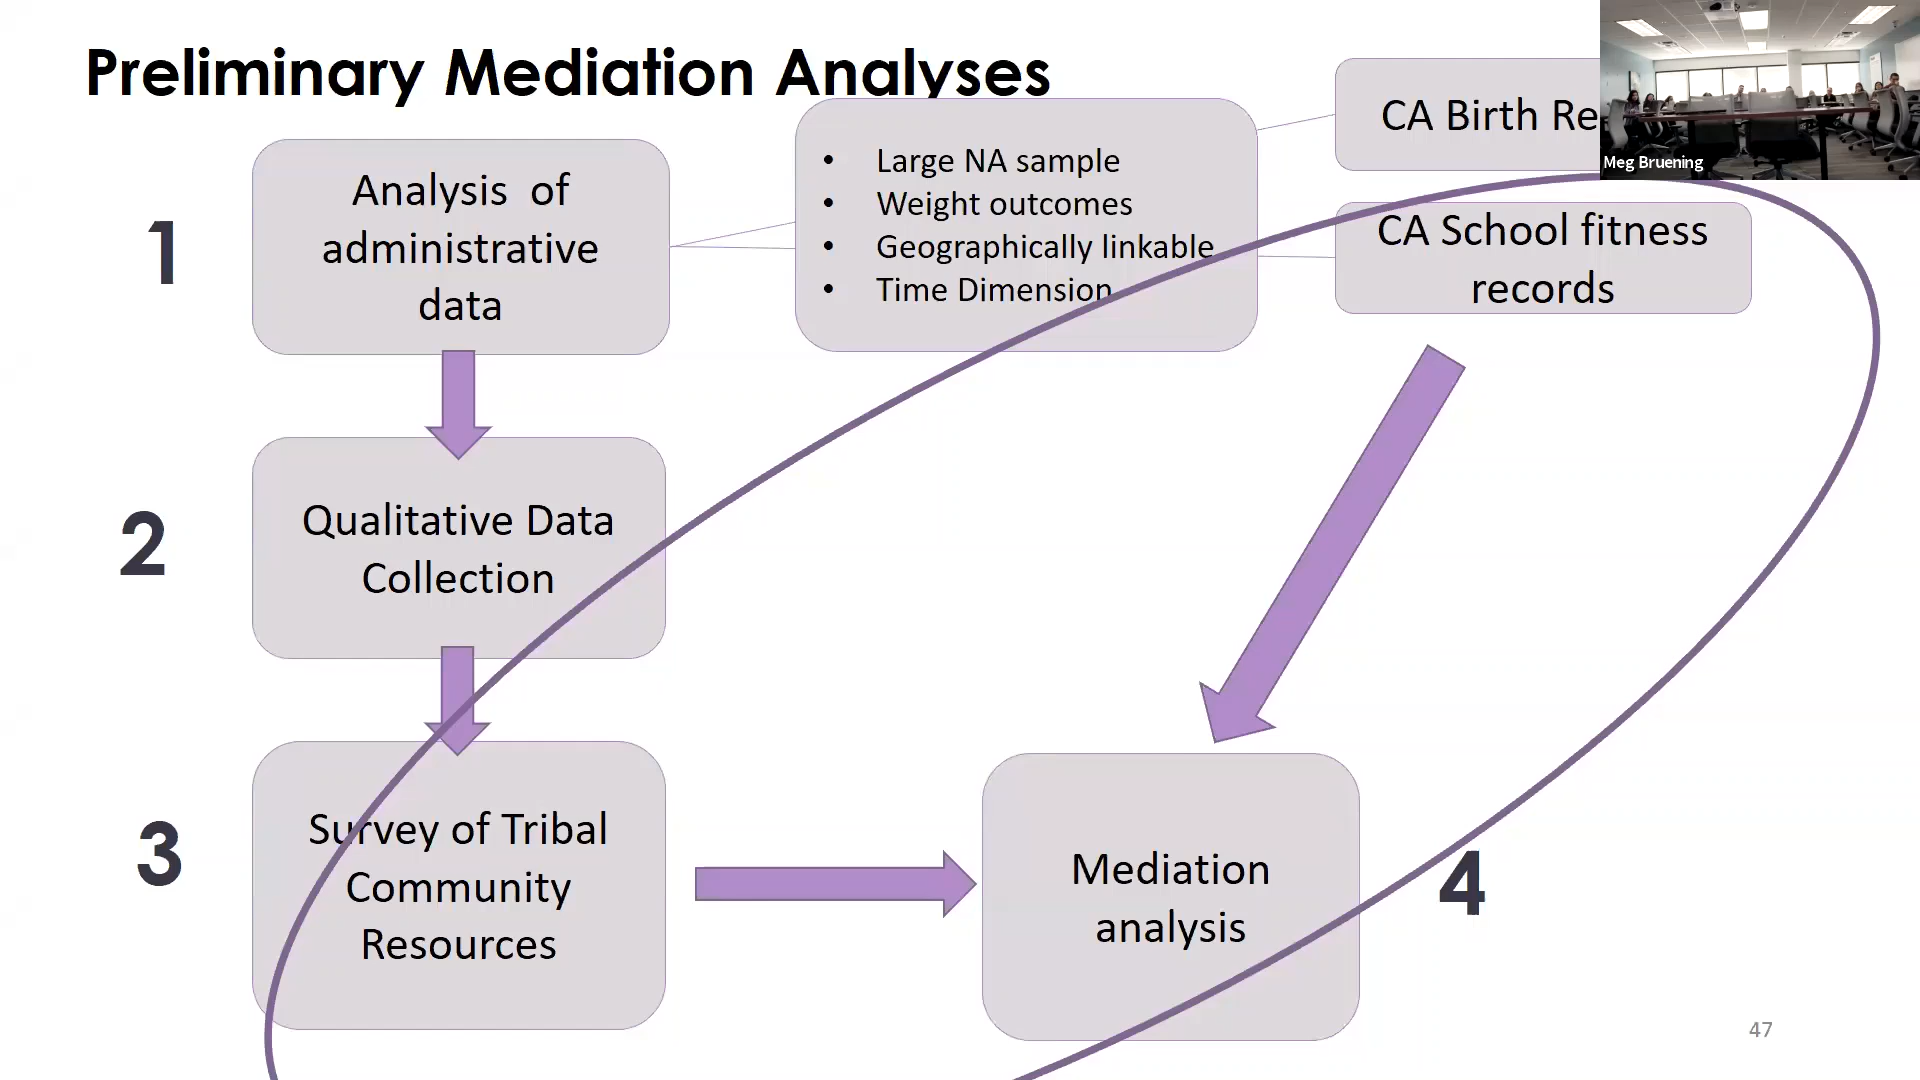 Preliminary Mediation Analyses
1
Analysis of
administrative
data
• Large NA sample
• Weight outcomes
• Geographically linkable
• Time Dimension
CA Birth
Meg Bruening
CA School fitness
records
2
Qualitative Data
Collection
3
Survey of Tribal
Community
Resources
Mediation
analysis
4
47